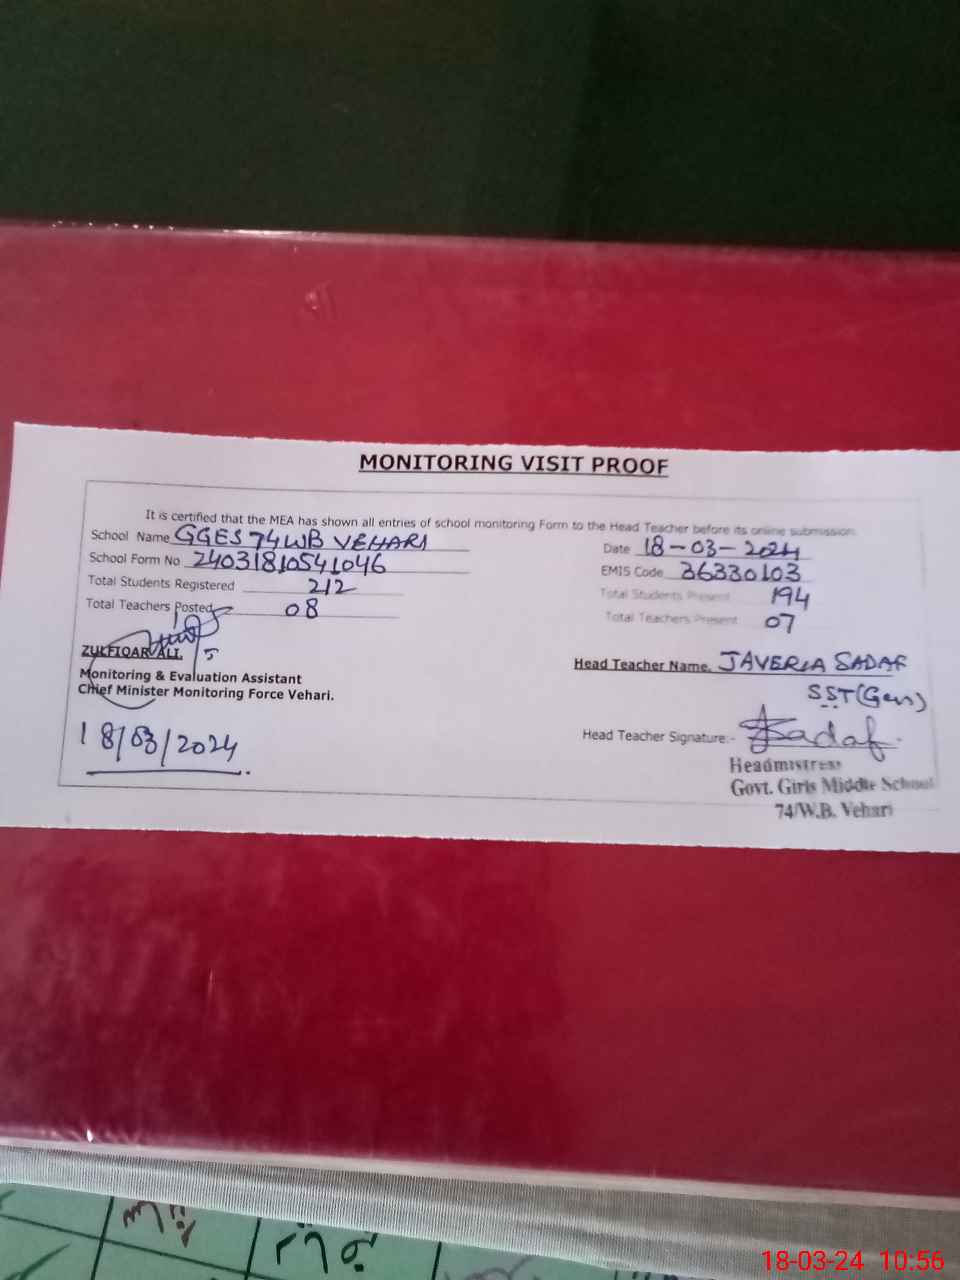 MONITORING VISIT PROOF
It is certified that the MEA has shown all entries of school monitoring Form to the Head Teacher before its online submission.
School Name GGES 74WB VEHARI
Date 18-03-2024
School Form No 24031810541046
EMIS Code 36330103
Total Students Registered 212
Total Students Present 194
Total Teachers Posted 08
Total Teachers Present 07
ZULFIQAR ALI.
Monitoring & Evaluation Assistant
Chief Minister Monitoring Force Vehari.
18/03/2024
Head Teacher Name. JAVERIA SADAF
SST(Gen)
Head Teacher Signature:- Sadaf
Headmistress
Govt. Girls Middle School
74/W.B. Vehari
18-03-24 10:56